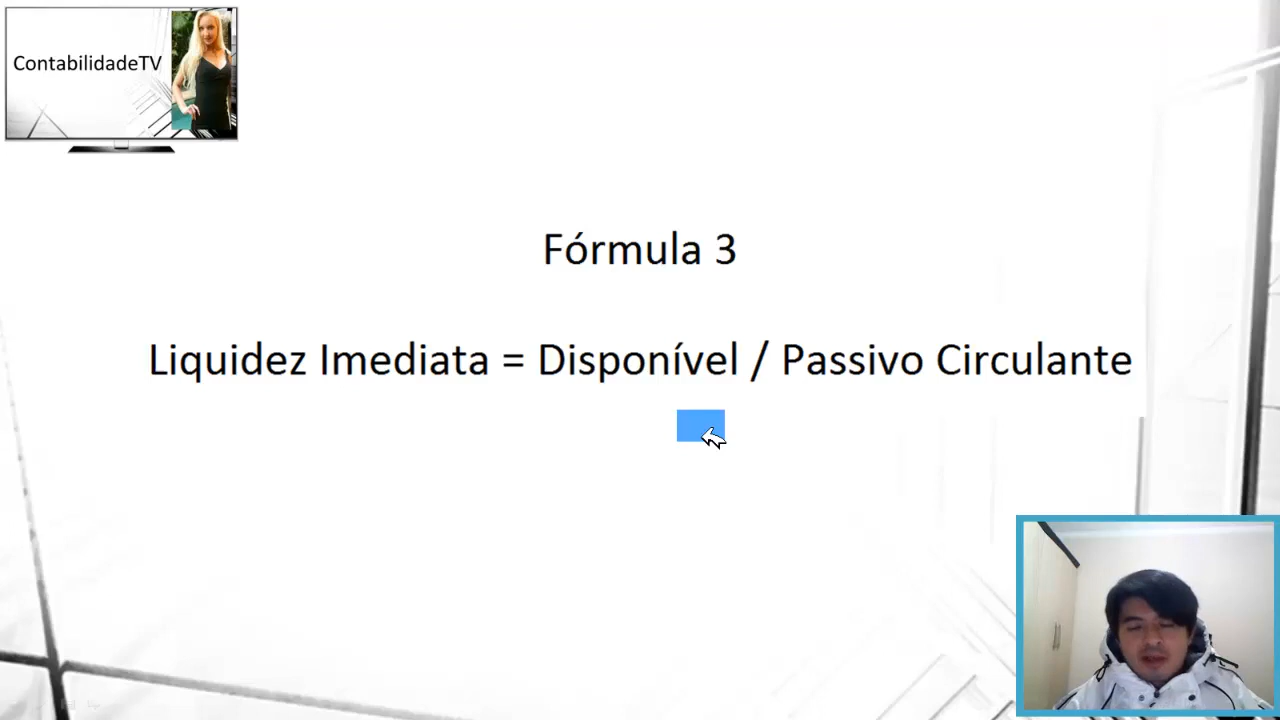 ContabilidadeTV
Fórmula 3
Liquidez Imediata = Disponível / Passivo Circulante